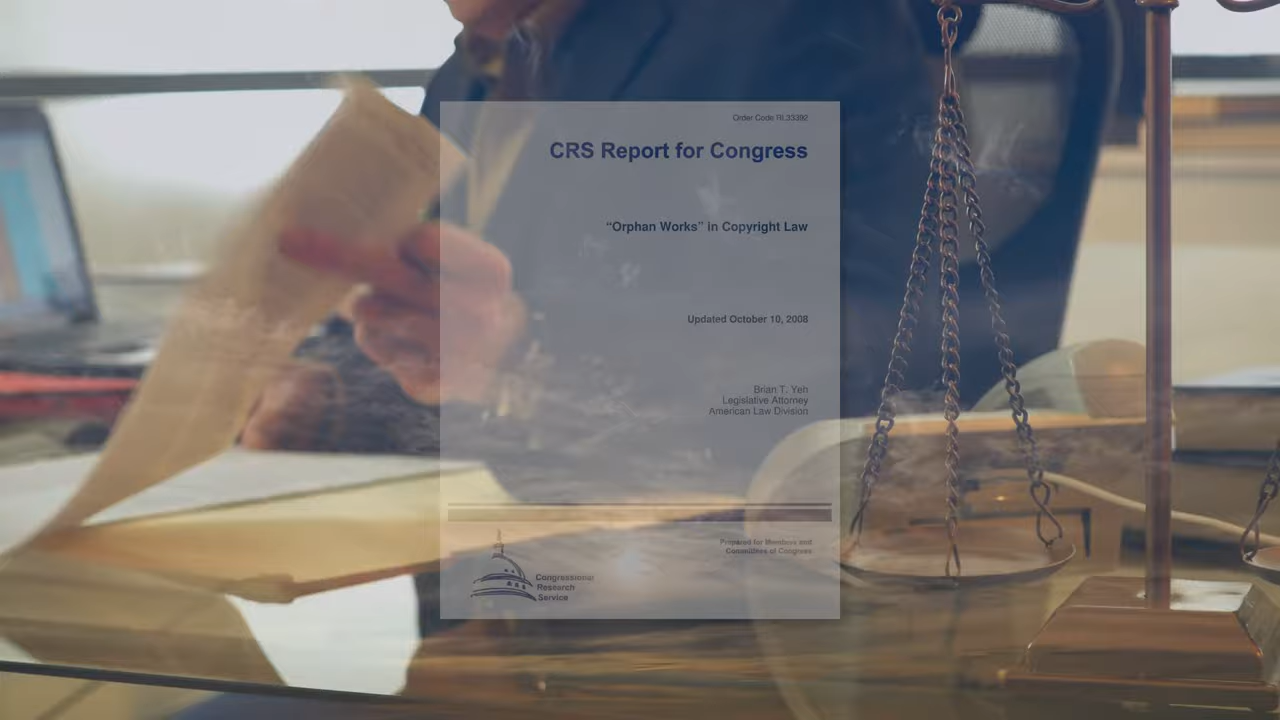 Order Code RL33392
CRS Report for Congress
“Orphan Works” in Copyright Law
Updated October 10, 2008
Brian T. Yeh
Legislative Attorney
American Law Division
Prepared for Members and
Committees of Congress
Congressional
Research
Service